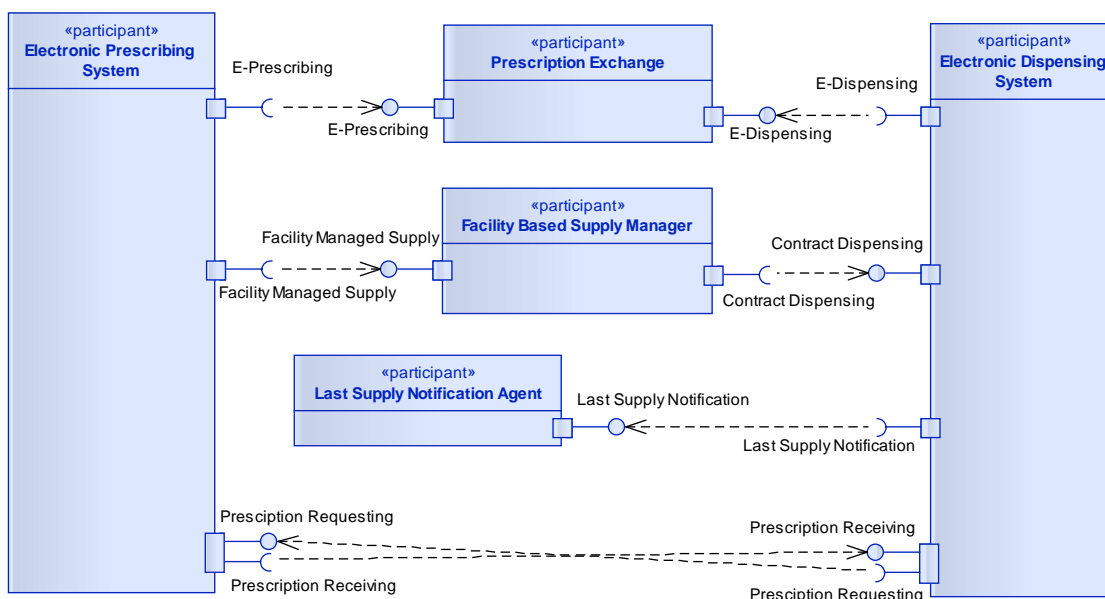 «participant»
Electronic Prescribing
System
«participant»
Prescription Exchange
«participant»
Electronic Dispensing
System
E-Prescribing
E-Prescribing
E-Dispensing
E-Dispensing
«participant»
Facility Based Supply Manager
Facility Managed Supply
Facility Managed Supply
Contract Dispensing
Contract Dispensing
«participant»
Last Supply Notification Agent
Last Supply Notification
Last Supply Notification
Presciption Requesting
Prescription Receiving
Prescription Receiving
Prescription Requesting